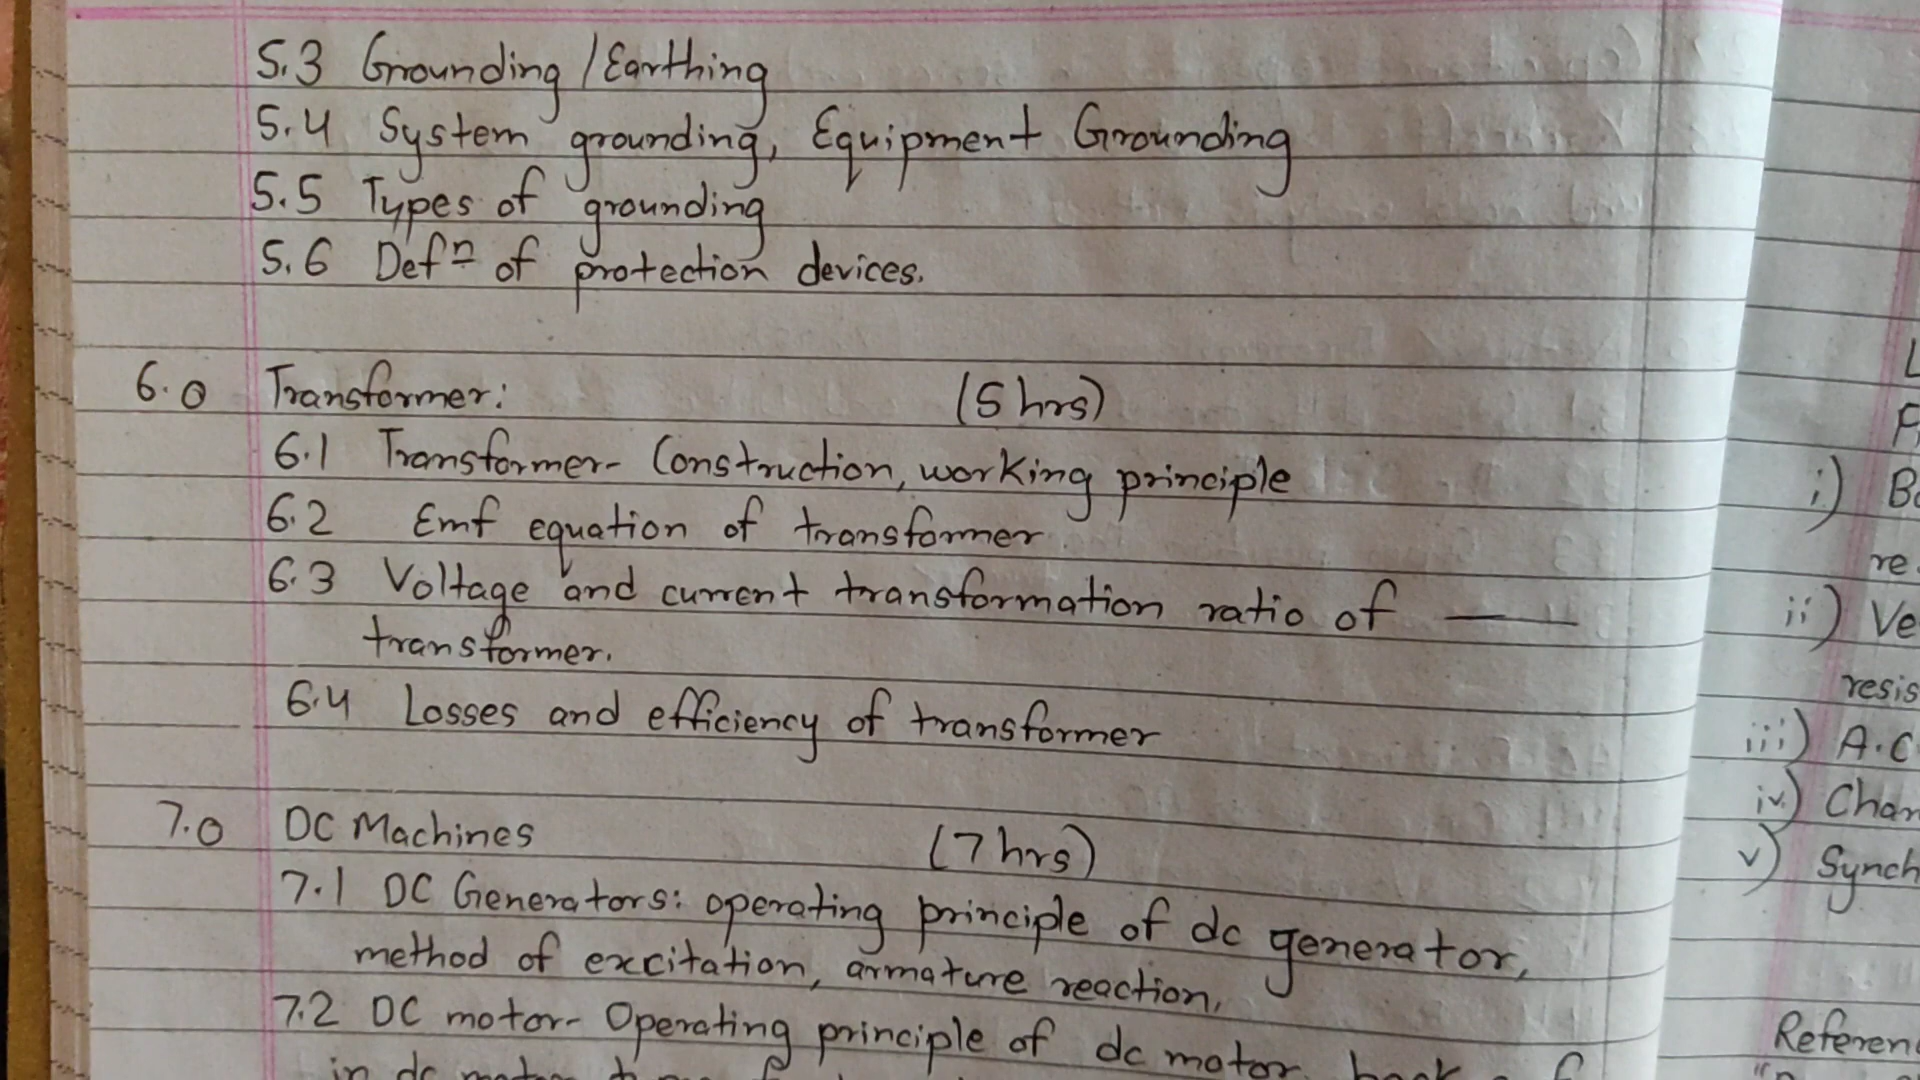 5.3 Grounding / Earthing
5.4 System grounding, Equipment Grounding
5.5 Types of grounding
5.6 Defⁿ of protection devices.
6.0 Transformer: (5 hrs)
6.1 Transformer- Construction, working principle
6.2 Emf equation of transformer
6.3 Voltage and current transformation ratio of —
transformer.
6.4 Losses and efficiency of transformer
7.0 DC Machines (7 hrs)
7.1 DC Generators: operating principle of dc generator,
method of excitation, armature reaction,
7.2 DC motor- Operating principle of dc motor, back
in dc
i)
ii)
resis
iii) A.C
iv)
v) Synch